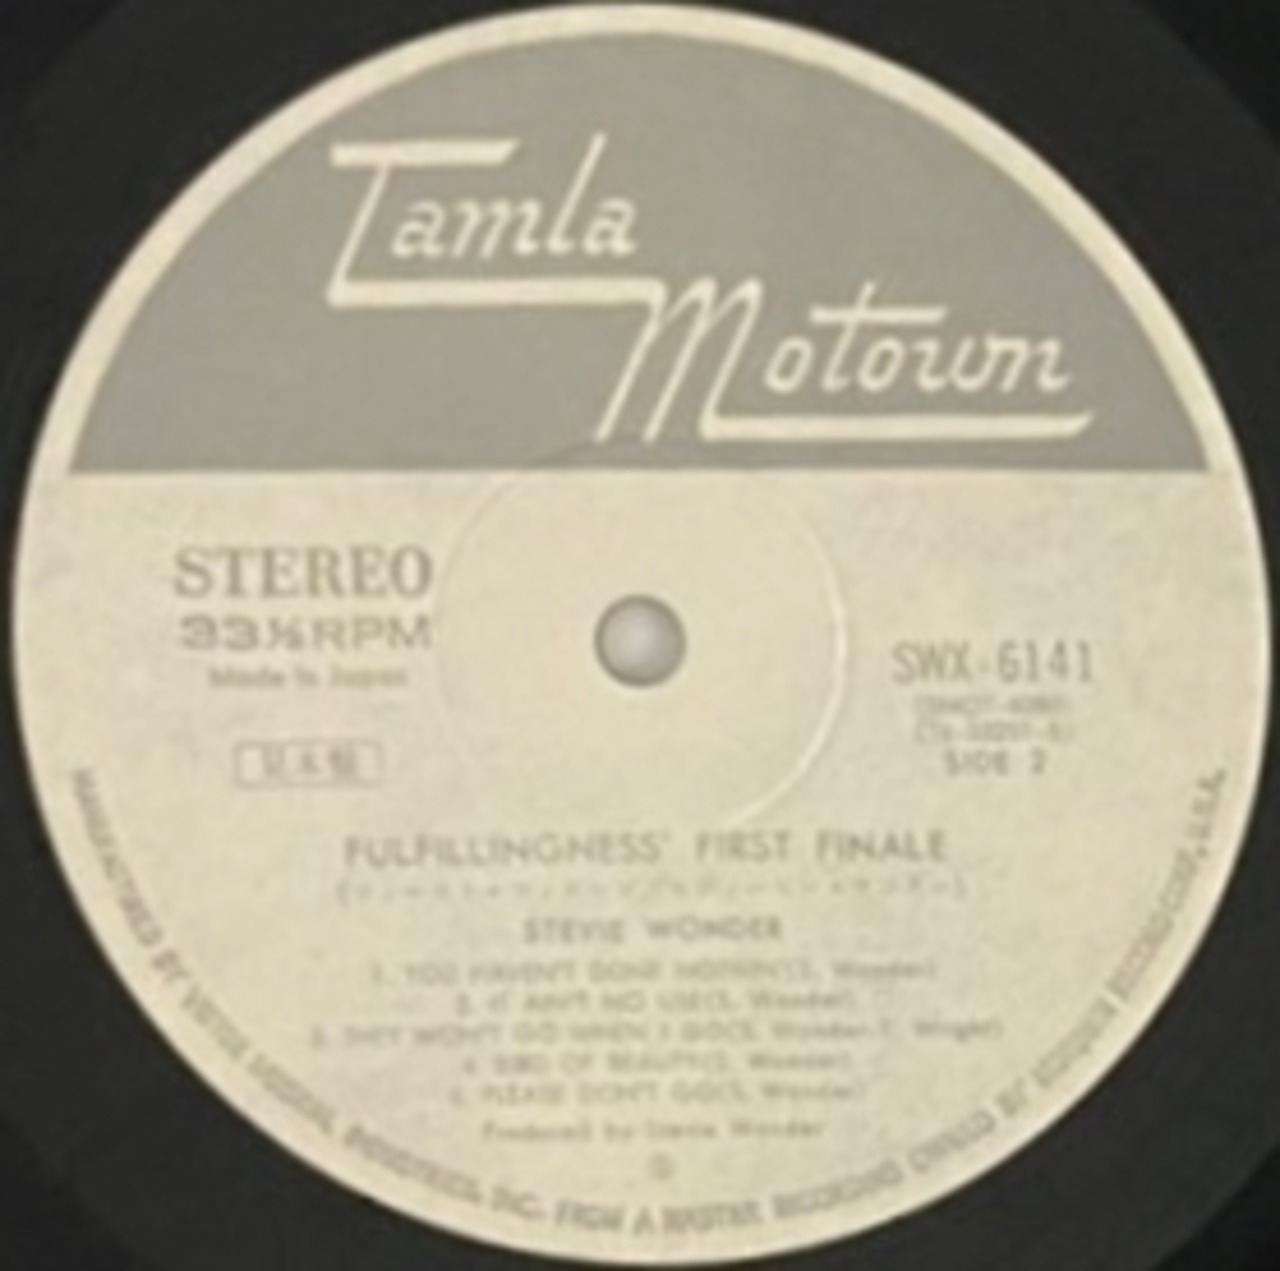 Tamla
Motown
STEREO
33⅓RPM
Made in Japan
見本盤
SWX-6141
SIDE 2
FULFILLINGNESS' FIRST FINALE
STEVIE WONDER
1. YOU HAVEN'T DONE NOTHIN'(S. Wonder)
2. IT AIN'T NO USE(S. Wonder)
3. THEY WON'T GO WHEN I GO(S. Wonder-Y. Wright)
4. BIRD OF BEAUTY(S. Wonder)
5. PLEASE DON'T GO(S. Wonder)
Produced by Stevie Wonder
MANUFACTURED BY VICTOR MUSICAL INDUSTRIES, INC. FROM A MASTER RECORDING OWNED BY MOTOWN RECORD CORP., U.S.A.